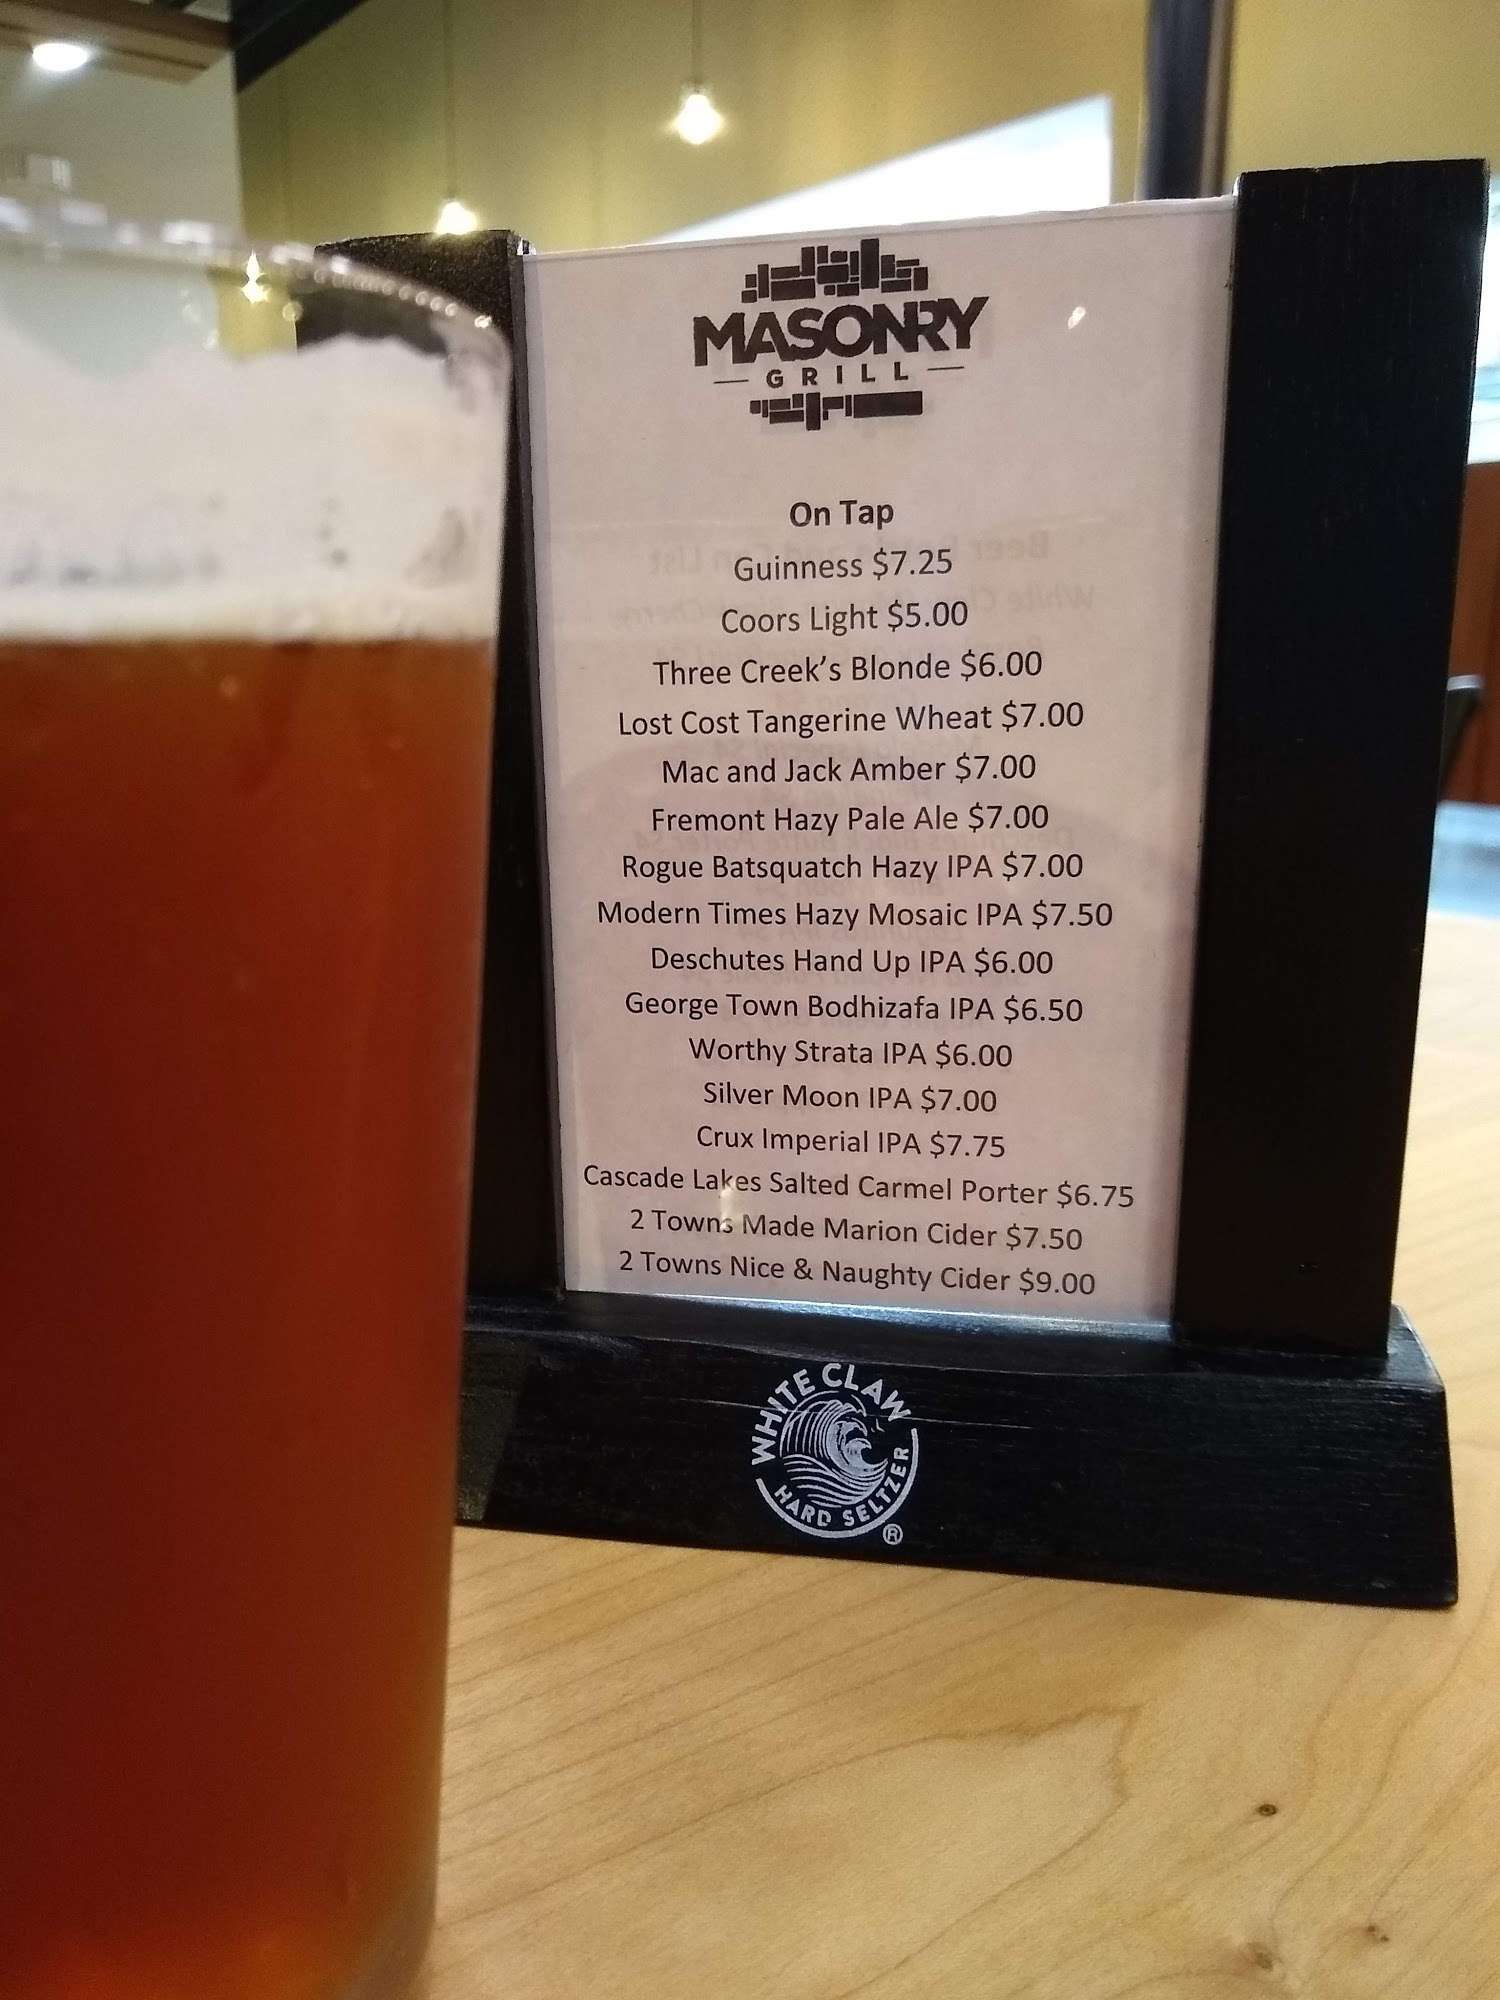 MASONRY
GRILL
On Tap
Guinness $7.25
Coors Light $5.00
Three Creek's Blonde $6.00
Lost Cost Tangerine Wheat $7.00
Mac and Jack Amber $7.00
Fremont Hazy Pale Ale $7.00
Rogue Batsquatch Hazy IPA $7.00
Modern Times Hazy Mosaic IPA $7.50
Deschutes Hand Up IPA $6.00
George Town Bodhizafa IPA $6.50
Worthy Strata IPA $6.00
Silver Moon IPA $7.00
Crux Imperial IPA $7.75
Cascade Lakes Salted Carmel Porter $6.75
2 Towns Made Marion Cider $7.50
2 Towns Nice & Naughty Cider $9.00
WHITE CLAW
HARD SELTZER
®